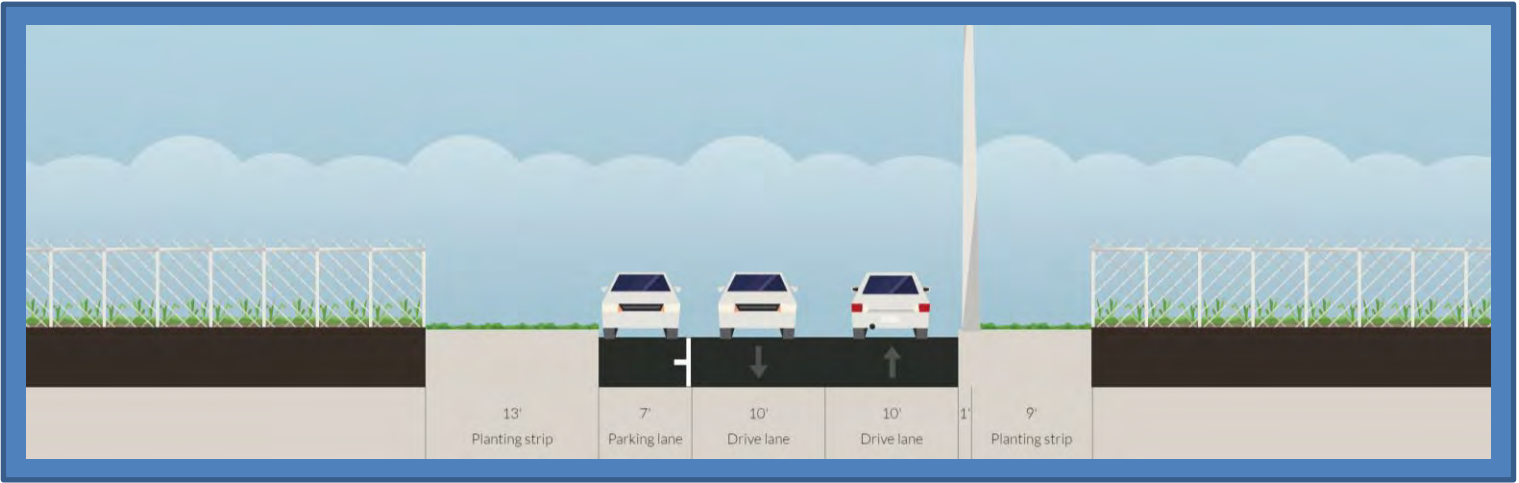 13' 7' 10' 10' 1' 9'
Planting strip Parking lane Drive lane Drive lane Planting strip